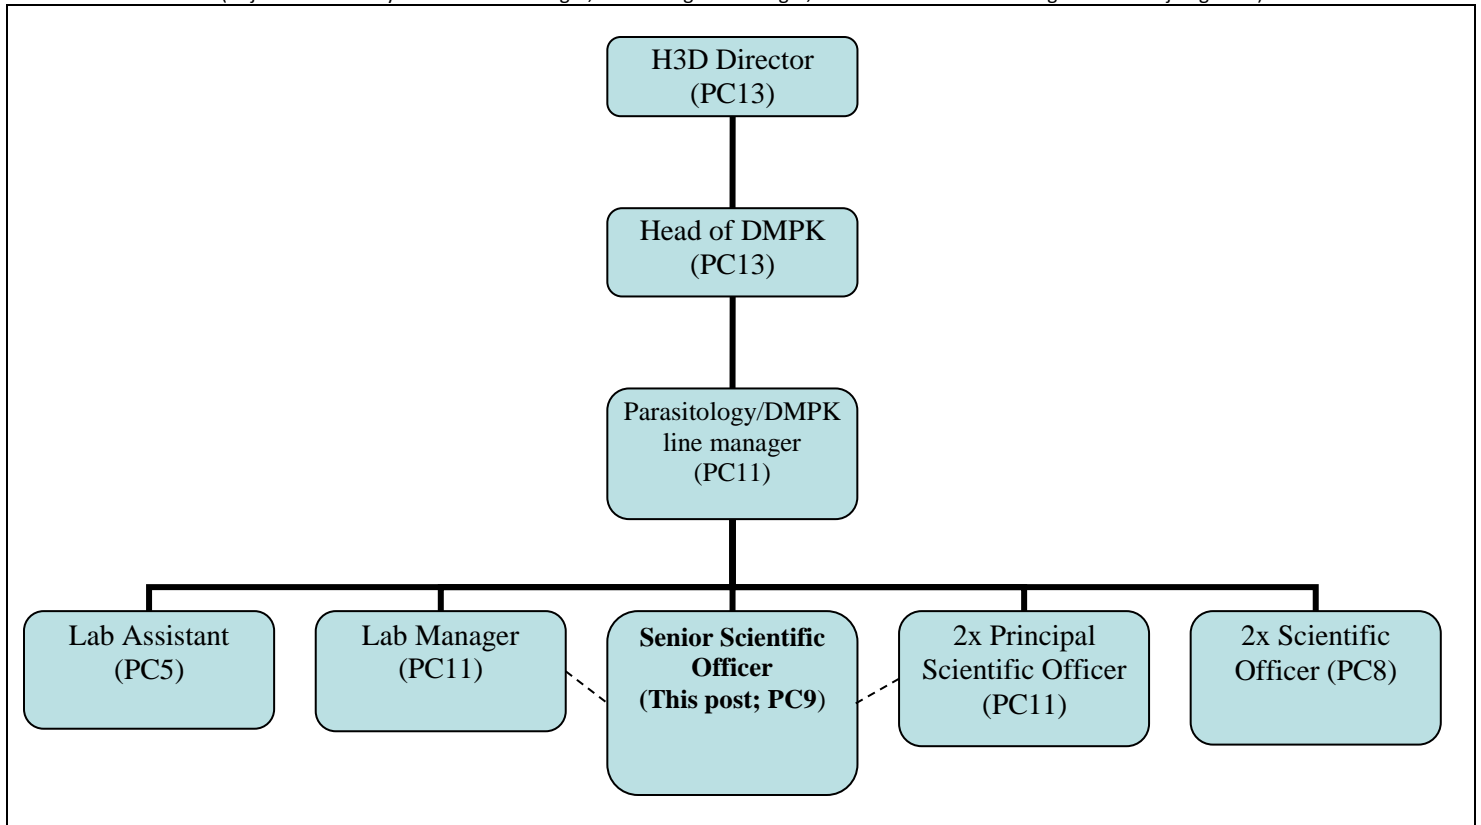 H3D Director
(PC13)
Head of DMPK
(PC13)
Parasitology/DMPK
line manager
(PC11)
Lab Assistant
(PC5)
Lab Manager
(PC11)
Senior Scientific
Officer
(This post; PC9)
2x Principal
Scientific Officer
(PC11)
2x Scientific
Officer (PC8)